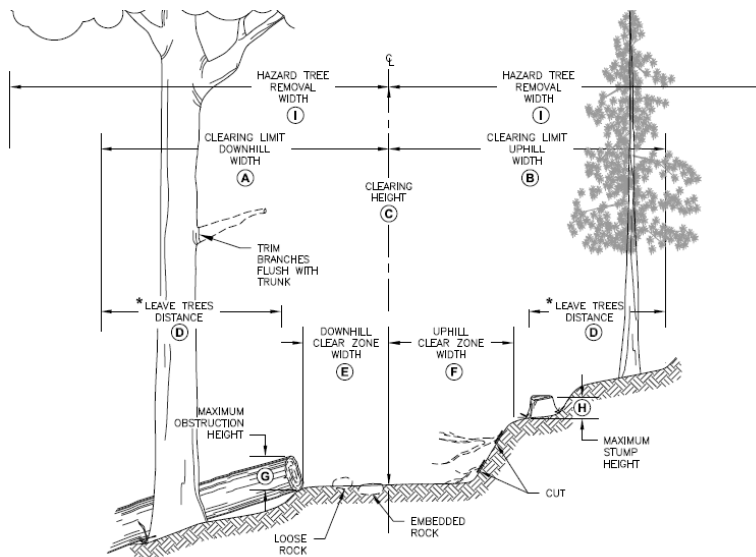 ℄
HAZARD TREE
REMOVAL
WIDTH
I
HAZARD TREE
REMOVAL
WIDTH
I
CLEARING LIMIT
DOWNHILL
WIDTH
A
CLEARING LIMIT
UPHILL
WIDTH
B
CLEARING
HEIGHT
C
TRIM
BRANCHES
FLUSH WITH
TRUNK
*LEAVE TREES
DISTANCE
D
*LEAVE TREES
DISTANCE
D
DOWNHILL
CLEAR ZONE
WIDTH
E
UPHILL
CLEAR ZONE
WIDTH
F
MAXIMUM
OBSTRUCTION
HEIGHT
G
H
MAXIMUM
STUMP
HEIGHT
CUT
LOOSE
ROCK
EMBEDDED
ROCK